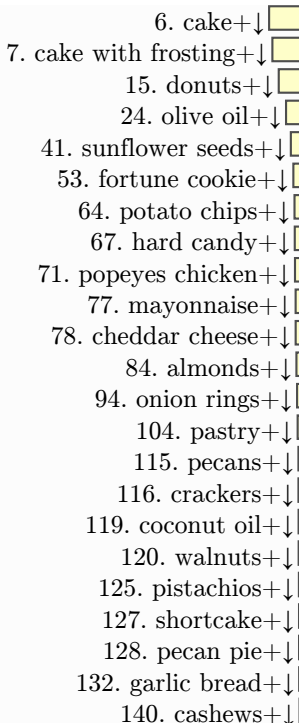 6. cake+↓
7. cake with frosting+↓
15. donuts+↓
24. olive oil+↓
41. sunflower seeds+↓
53. fortune cookie+↓
64. potato chips+↓
67. hard candy+↓
71. popeyes chicken+↓
77. mayonnaise+↓
78. cheddar cheese+↓
84. almonds+↓
94. onion rings+↓
104. pastry+↓
115. pecans+↓
116. crackers+↓
119. coconut oil+↓
120. walnuts+↓
125. pistachios+↓
127. shortcake+↓
128. pecan pie+↓
132. garlic bread+↓
140. cashews+↓